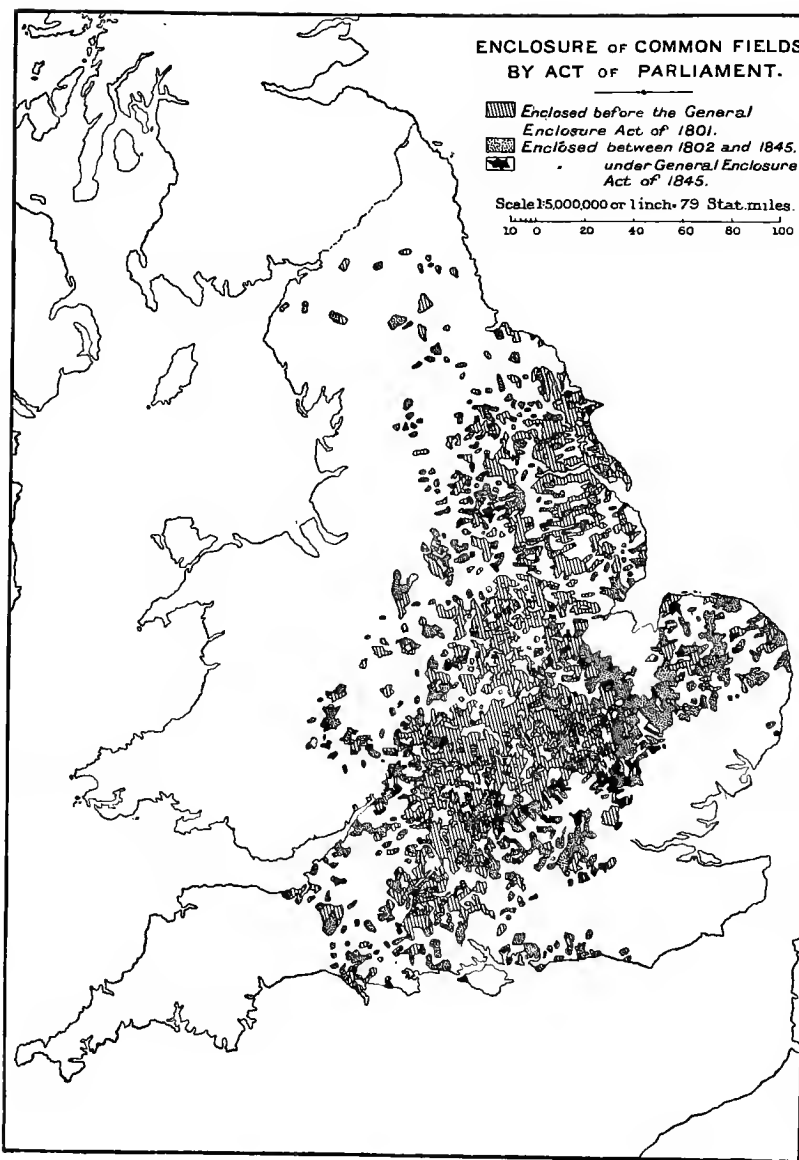 ENCLOSURE OF COMMON FIELDS
BY ACT OF PARLIAMENT.
Enclosed before the General
Enclosure Act of 1801.
Enclosed between 1802 and 1845.
" under General Enclosure
Act of 1845.
Scale 1:5,000,000 or 1 inch = 79 Stat. miles.
10 0 20 40 60 80 100